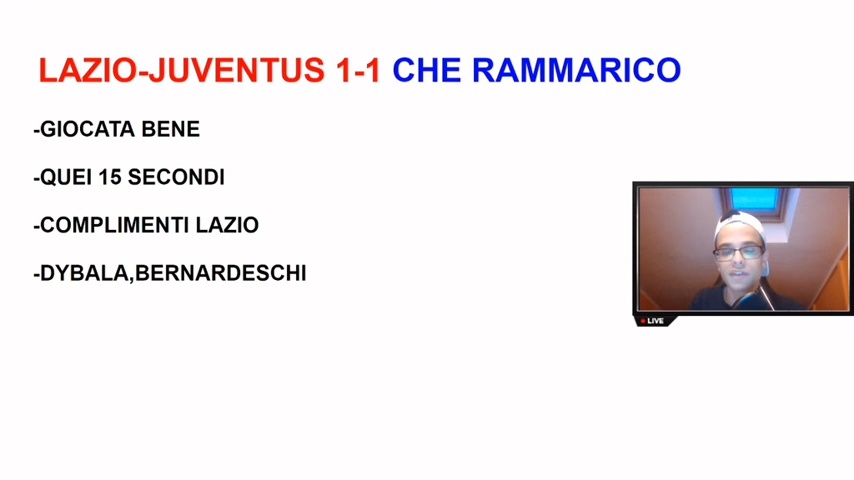 LAZIO-JUVENTUS 1-1 CHE RAMMARICO
-GIOCATA BENE
-QUEI 15 SECONDI
-COMPLIMENTI LAZIO
-DYBALA,BERNARDESCHI
LIVE